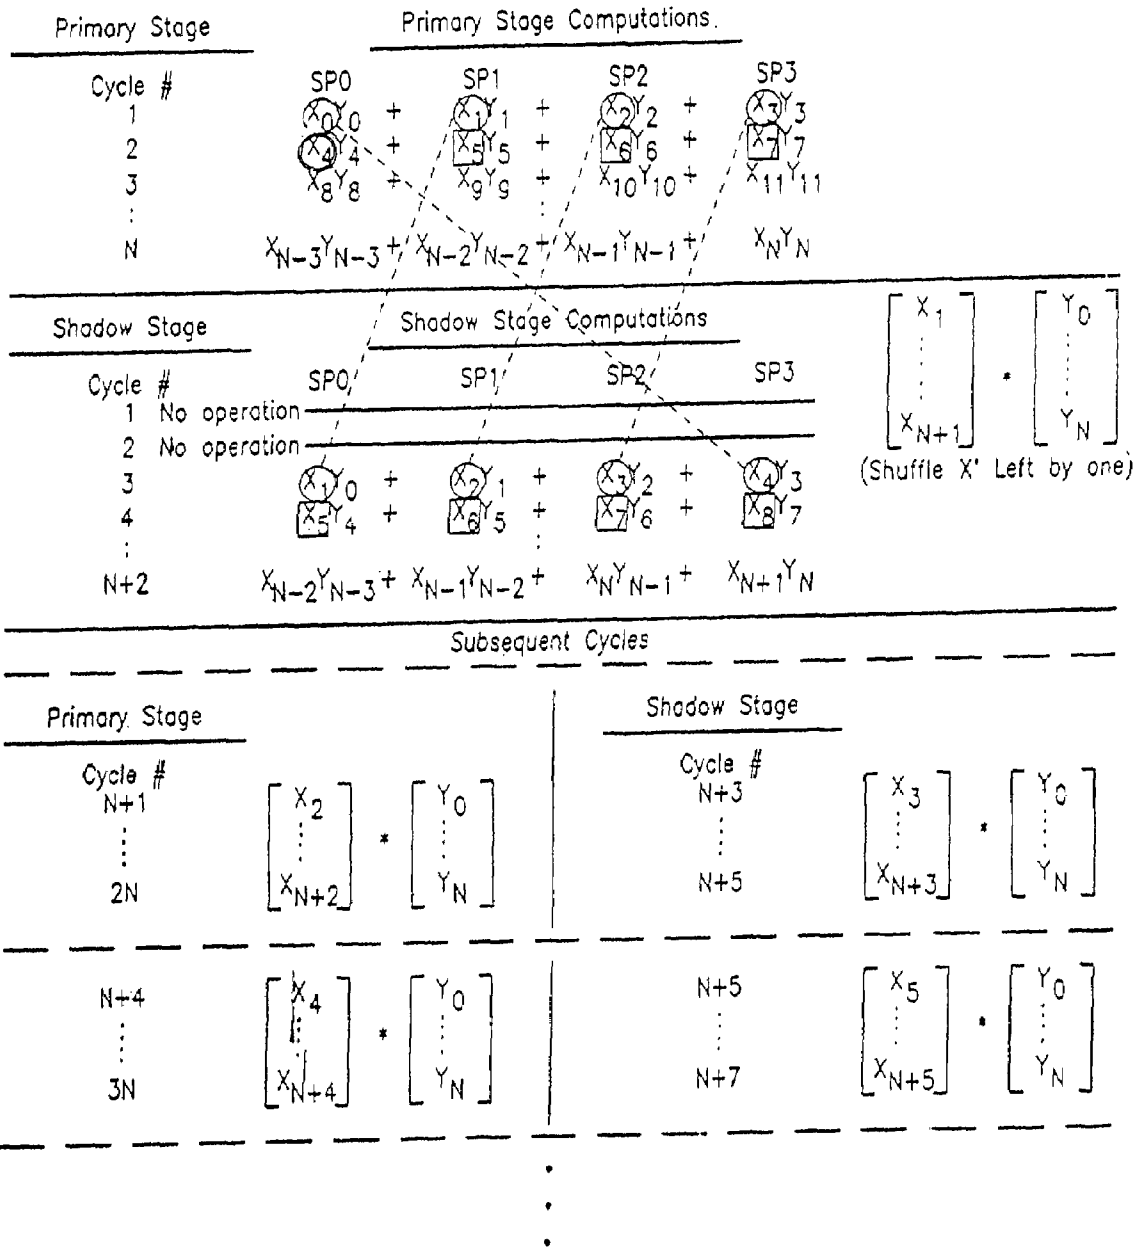 Primary Stage
Primary Stage Computations.
Cycle # SP0 SP1 SP2 SP3
1 X0Y0 + X1Y1 + X2Y2 + X3Y3
2 X4Y4 + X5Y5 + X6Y6 + X7Y7
3 X8Y8 + X9Y9 + X10Y10 + X11Y11
N XN-3YN-3 + XN-2YN-2 + XN-1YN-1 + XNYN
Shadow Stage
Shadow Stage Computations
Cycle # SP0 SP1 SP2 SP3
1 No operation
2 No operation
3 X1Y0 + X2Y1 + X3Y2 + X4Y3
4 X5Y4 + X6Y5 + X7Y6 + X8Y7
N+2 XN-2YN-3 + XN-1YN-2 + XNYN-1 + XN+1YN
X1 * Y0
XN+1 YN
(Shuffle X' Left by one)
Subsequent Cycles
Primary. Stage
Cycle #
N+1 X2 * Y0
2N XN+2 YN
Shadow Stage
Cycle #
N+3 X3 * Y0
N+5 XN+3 YN
N+4 X4 * Y0
3N XN+4 YN
N+5 X5 * Y0
N+7 XN+5 YN